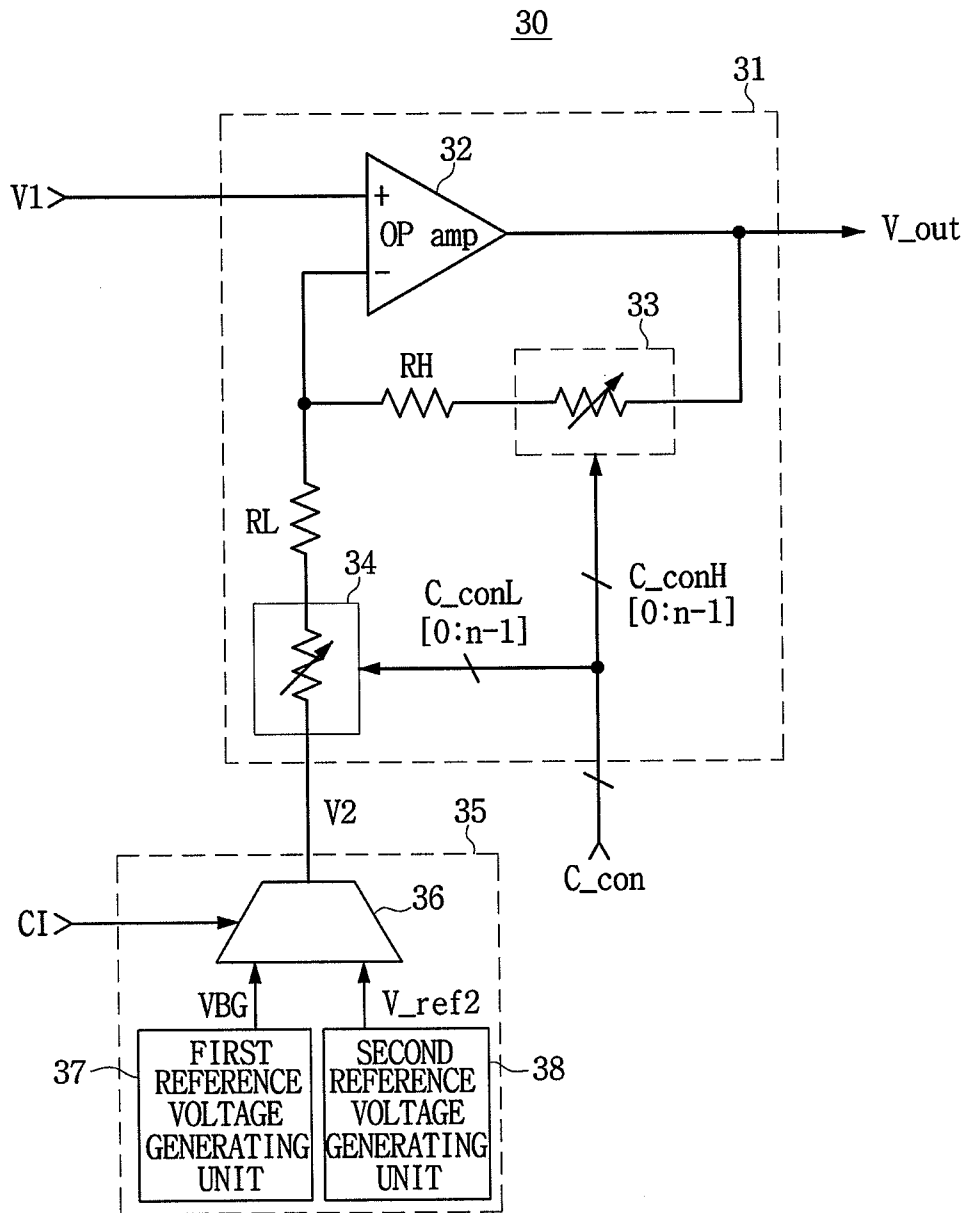 30
31
32
V1
+
OP amp
V_out
−
33
RH
RL
34
C_conL
[0:n-1]
C_conH
[0:n-1]
V2
35
C_con
CI
36
VBG
V_ref2
37
FIRST
REFERENCE
VOLTAGE
GENERATING
UNIT
SECOND
REFERENCE
VOLTAGE
GENERATING
UNIT
38